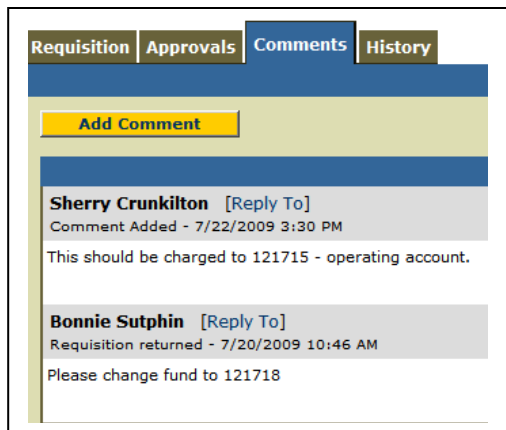 Requisition Approvals Comments History
Add Comment
Sherry Crunkilton [Reply To]
Comment Added - 7/22/2009 3:30 PM
This should be charged to 121715 - operating account.
Bonnie Sutphin [Reply To]
Requisition returned - 7/20/2009 10:46 AM
Please change fund to 121718